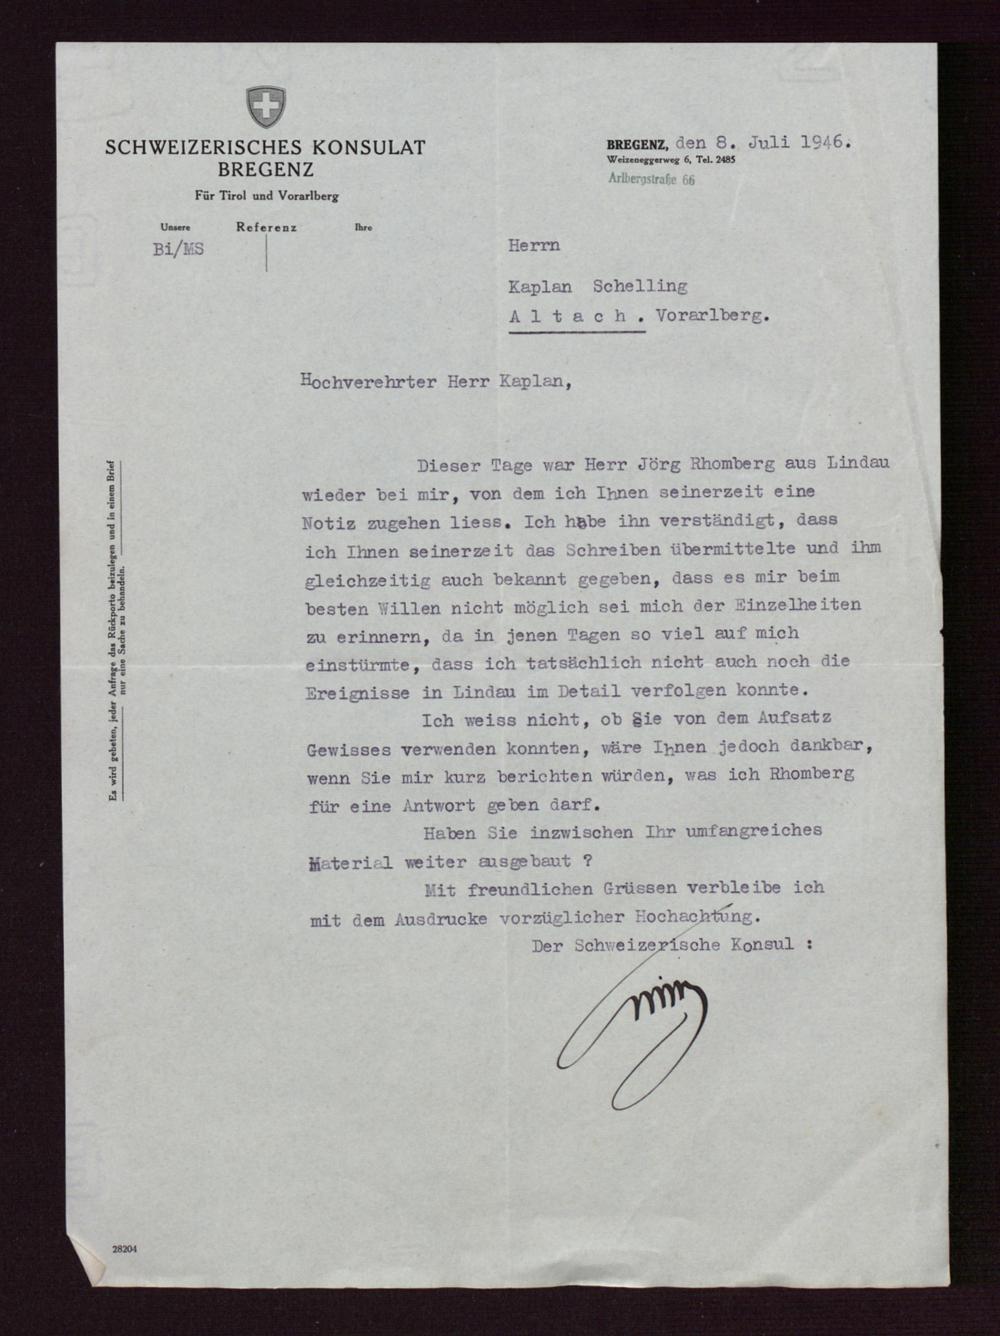 SCHWEIZERISCHES KONSULAT
BREGENZ
Für Tirol und Vorarlberg
Unsere Referenz Ihre
Bi/MS
BREGENZ, den 8. Juli 1946.
Weizeneggerweg 6, Tel. 2485
Arlbergstraße 66
Herrn
Kaplan Schelling
A l t a c h . Vorarlberg.
Hochverehrter Herr Kaplan,
Dieser Tage war Herr Jörg Rhomberg aus Lindau
wieder bei mir, von dem ich Ihnen seinerzeit eine
Notiz zugehen liess. Ich habe ihn verständigt, dass
ich Ihnen seinerzeit das Schreiben übermittelte und ihm
gleichzeitig auch bekannt gegeben, dass es mir beim
besten Willen nicht möglich sei mich der Einzelheiten
zu erinnern, da in jenen Tagen so viel auf mich
einstürmte, dass ich tatsächlich nicht auch noch die
Ereignisse in Lindau im Detail verfolgen konnte.
Ich weiss nicht, ob Sie von dem Aufsatz
Gewisses verwenden konnten, wäre Ihnen jedoch dankbar,
wenn Sie mir kurz berichten würden, was ich Rhomberg
für eine Antwort geben darf.
Haben Sie inzwischen Ihr umfangreiches
Material weiter ausgebaut ?
Mit freundlichen Grüssen verbleibe ich
mit dem Ausdrucke vorzüglicher Hochachtung.
Der Schweizerische Konsul :
Es wird gebeten, jeder Anfrage das Rückporto beizulegen und in einem Brief
nur eine Sache zu behandeln.
28204